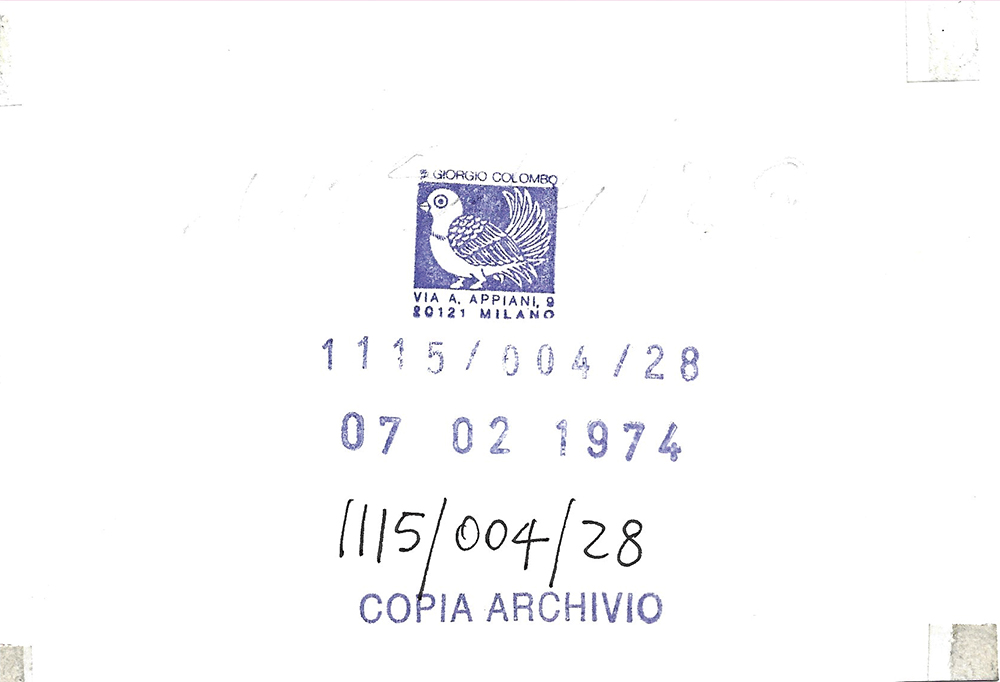 GIORGIO COLOMBO
VIA A. APPIANI, 9
20121 MILANO
1115/004/28
07 02 1974
1115/004/28
COPIA ARCHIVIO